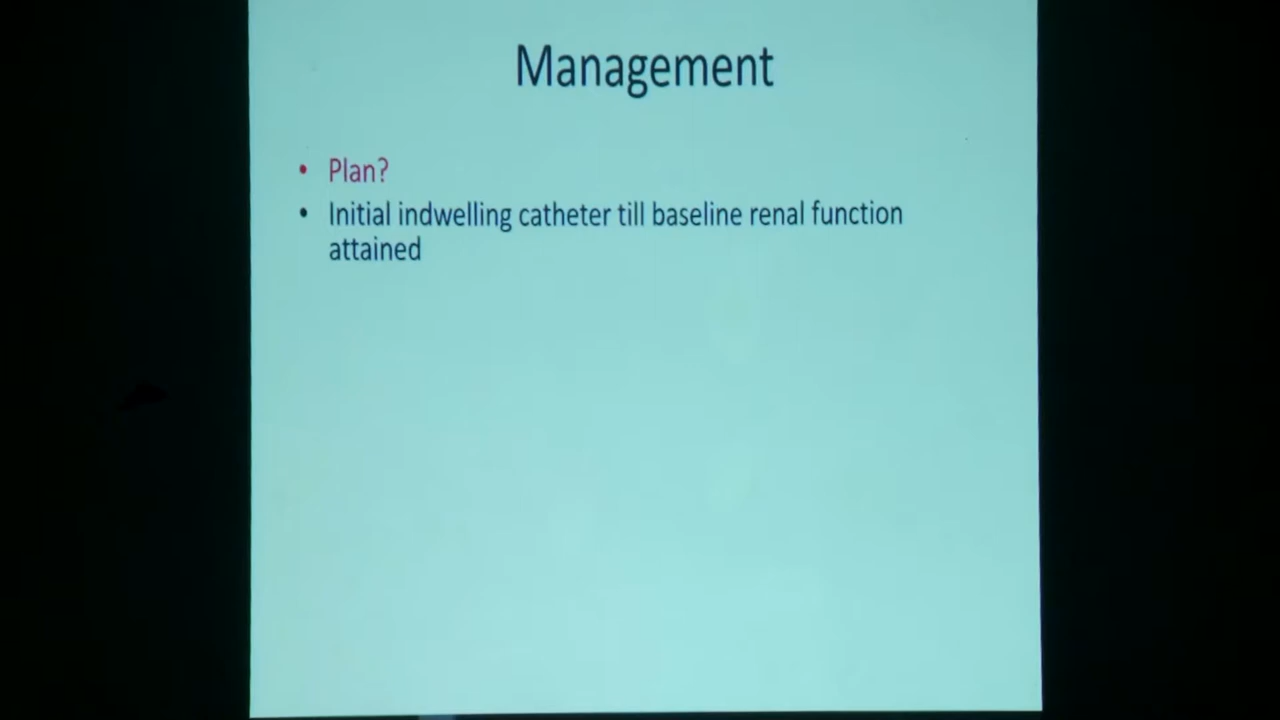 Management
• Plan?
• Initial indwelling catheter till baseline renal function
attained